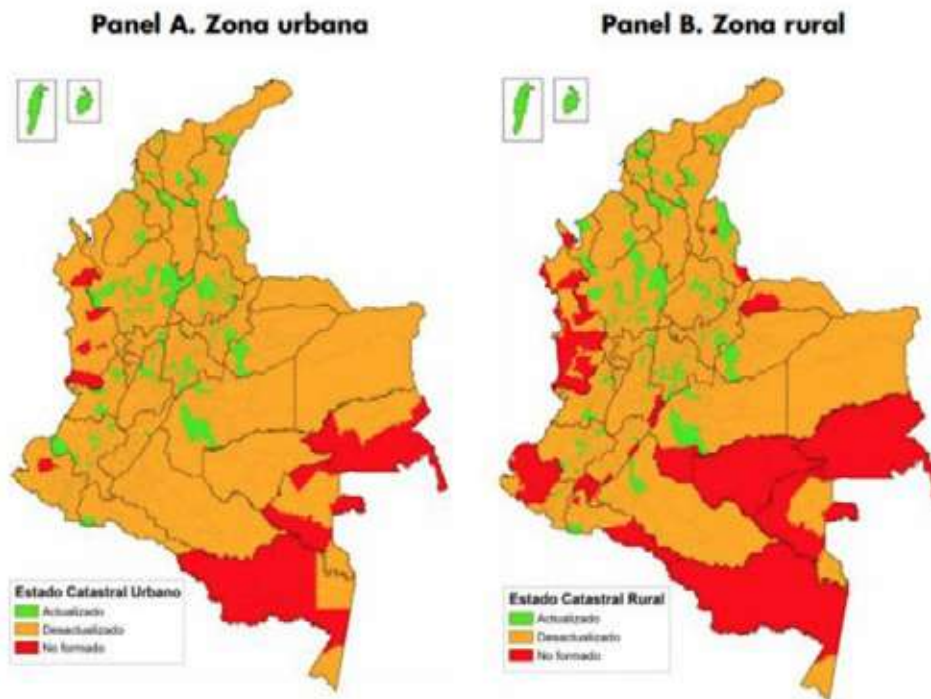 Panel A. Zona urbana
Panel B. Zona rural
Estado Catastral Urbano
Actualizado
Desactualizado
No formado
Estado Catastral Rural
Actualizado
Desactualizado
No formado